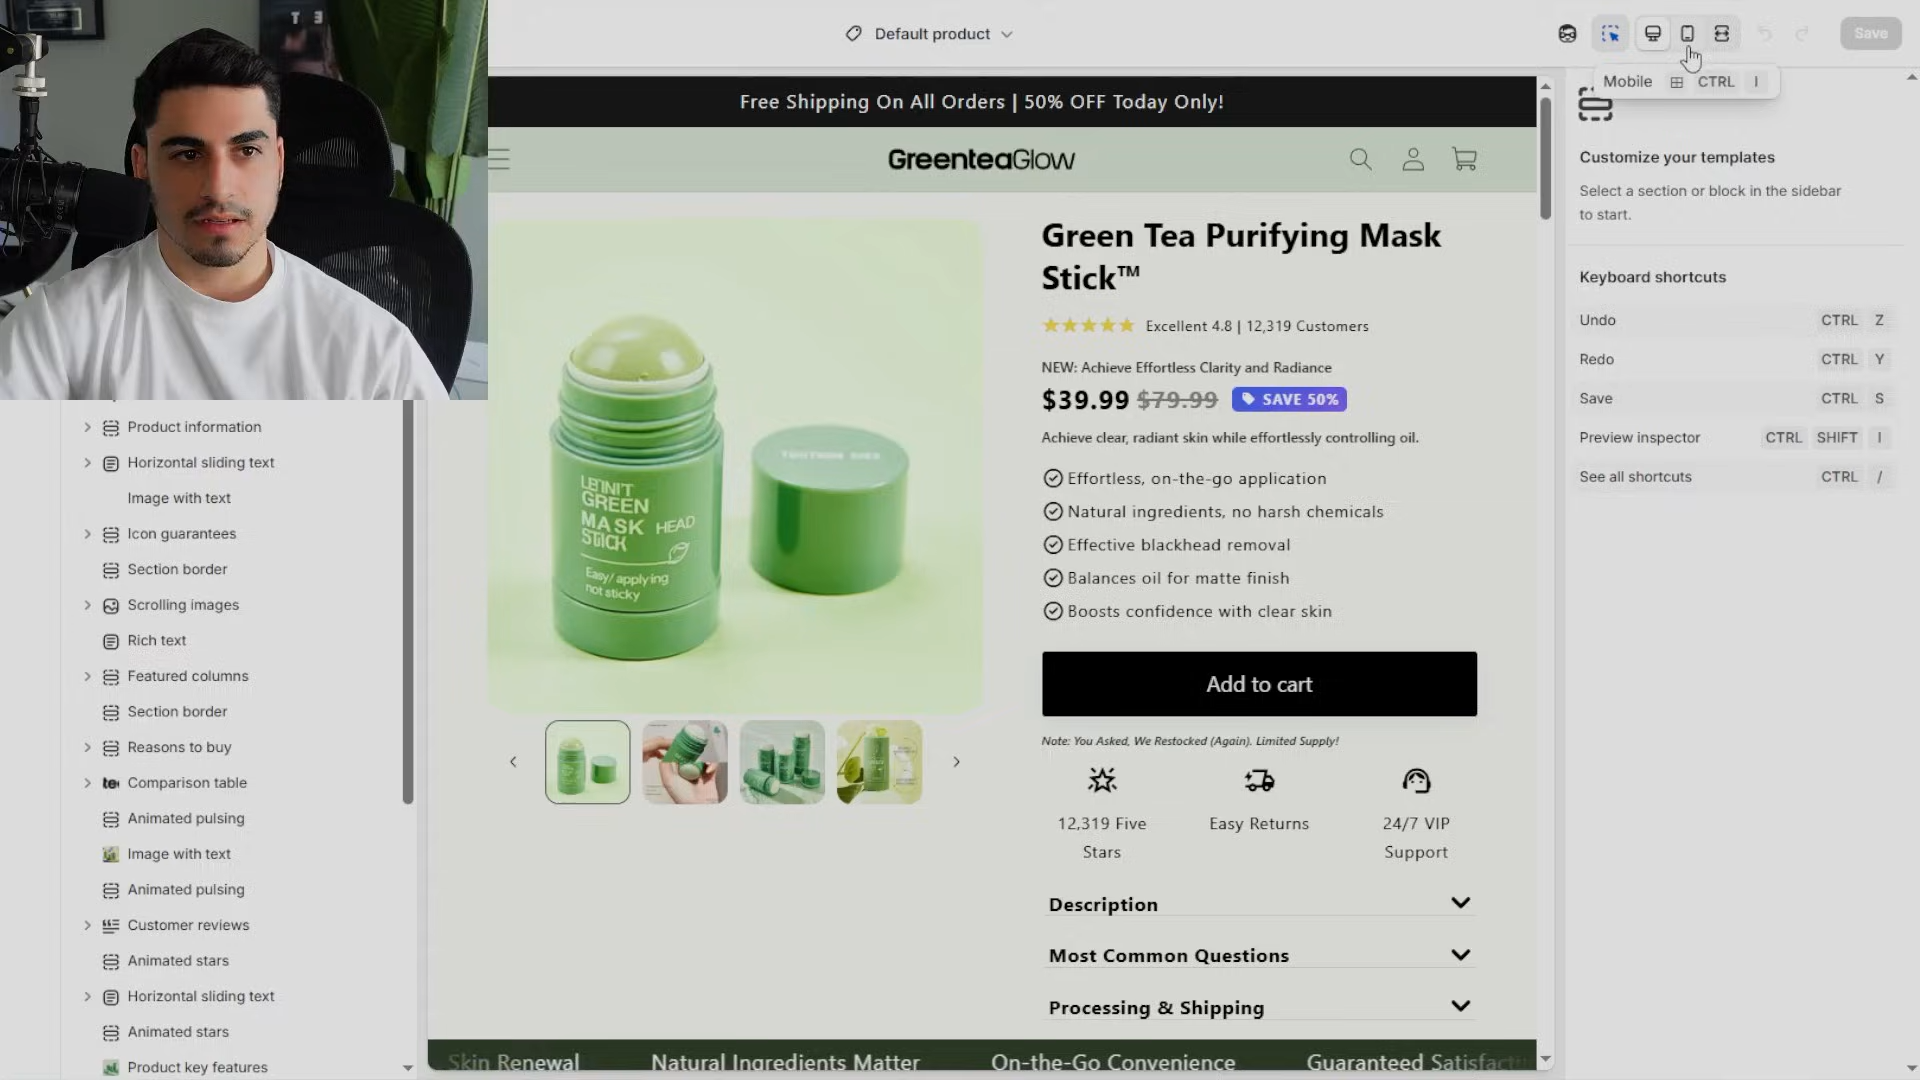 Default product
Save
Mobile CTRL I
Free Shipping On All Orders | 50% OFF Today Only!
GreenteaGlow
Customize your templates
Select a section or block in the sidebar
to start.
Keyboard shortcuts
Undo CTRL Z
Redo CTRL Y
Save CTRL S
Preview inspector CTRL SHIFT I
See all shortcuts CTRL /
Product information
Horizontal sliding text
Image with text
Icon guarantees
Section border
Scrolling images
Rich text
Featured columns
Section border
Reasons to buy
Comparison table
Animated pulsing
Image with text
Animated pulsing
Customer reviews
Animated stars
Horizontal sliding text
Animated stars
Product key features
GREEN
MASK HEAD
STICK
Easy/ applying
not sticky
Green Tea Purifying Mask
Stick™
Excellent 4.8 | 12,319 Customers
NEW: Achieve Effortless Clarity and Radiance
$39.99 $79.99 SAVE 50%
Achieve clear, radiant skin while effortlessly controlling oil.
Effortless, on-the-go application
Natural ingredients, no harsh chemicals
Effective blackhead removal
Balances oil for matte finish
Boosts confidence with clear skin
Add to cart
Note: You Asked, We Restocked (Again). Limited Supply!
12,319 Five
Stars
Easy Returns
24/7 VIP
Support
Description
Most Common Questions
Processing & Shipping
Skin Renewal Natural Ingredients Matter On-the-Go Convenience Guaranteed Satisfact